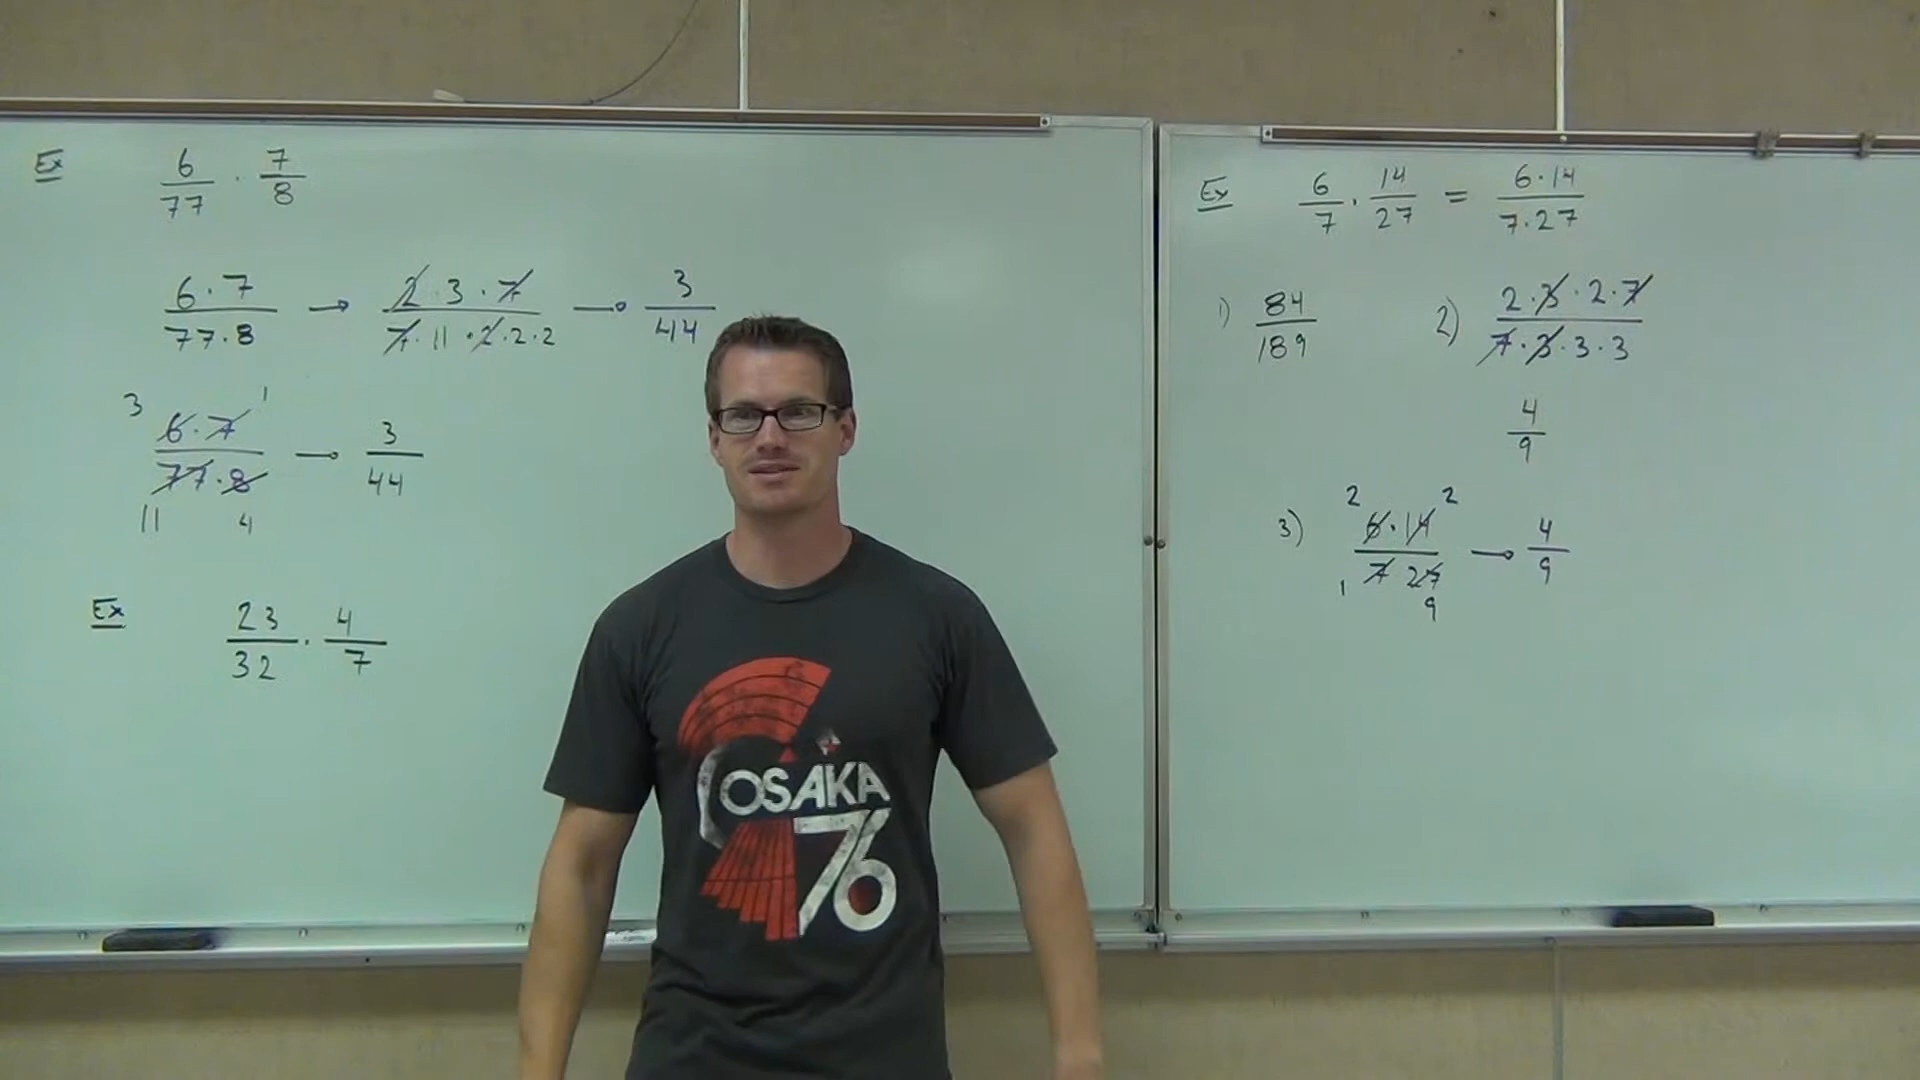 Ex 6/77 · 7/8
6·7/77·8 → 2·3·7/7·11·2·2·2 → 3/44
3 1
6·7/77·8 → 3/44
11 4
Ex 23/32 · 4/7
OSAKA
76
Ex 6/7 · 14/27 = 6·14/7·27
1) 84/189 2) 2·3·2·7/7·3·3·3
4/9
2 2
3) 6·14/7 27 → 4/9
1 9